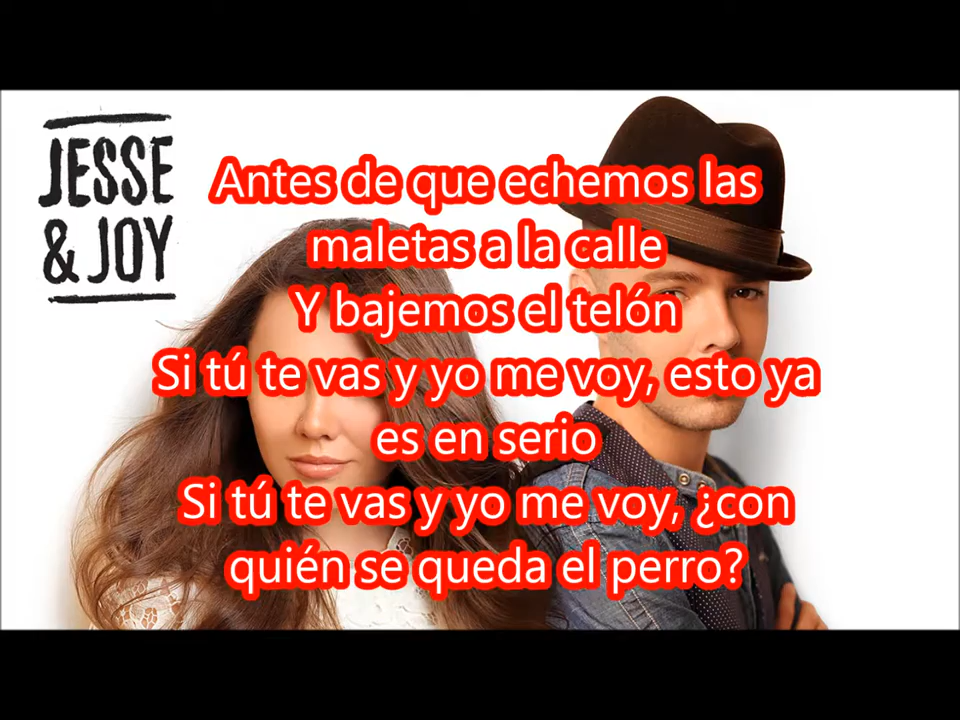 JESSE
& JOY
Antes de que echemos las
maletas a la calle
Y bajemos el telón
Si tú te vas y yo me voy, esto ya
es en serio
Si tú te vas y yo me voy, ¿con
quién se queda el perro?